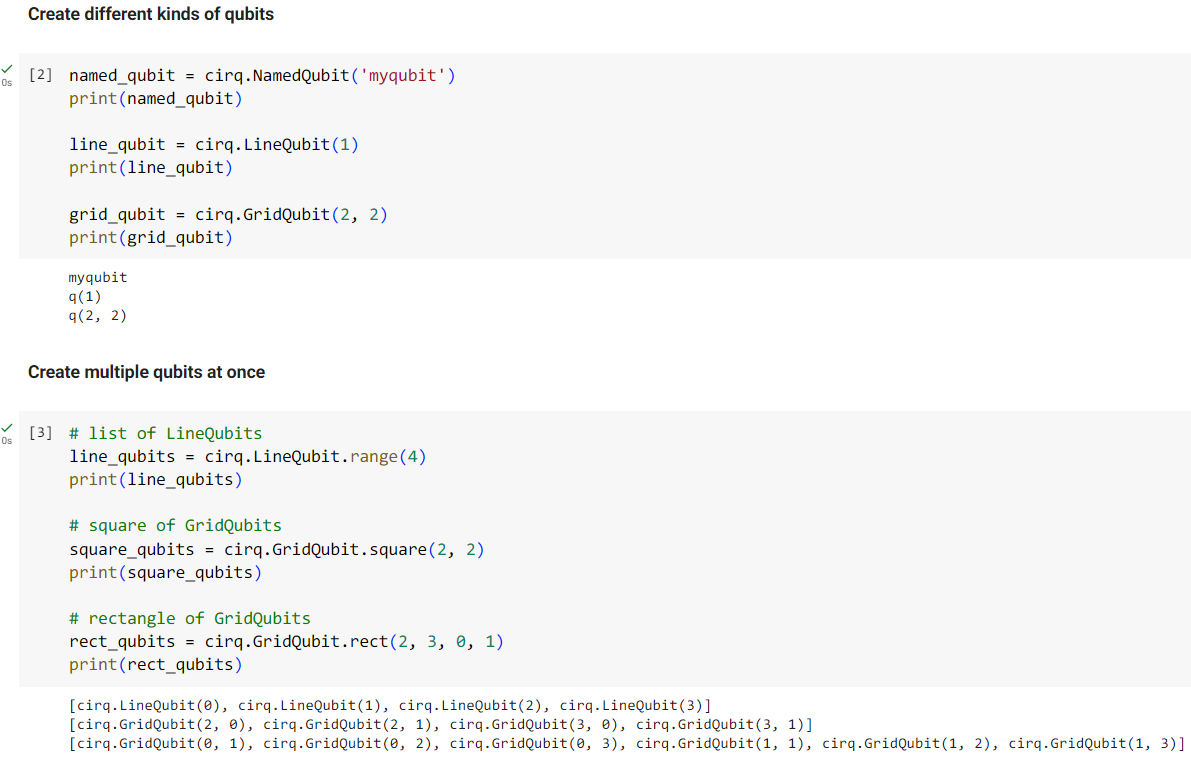 Create different kinds of qubits
0s
[2] named_qubit = cirq.NamedQubit('myqubit')
print(named_qubit)
line_qubit = cirq.LineQubit(1)
print(line_qubit)
grid_qubit = cirq.GridQubit(2, 2)
print(grid_qubit)
myqubit
q(1)
q(2, 2)
Create multiple qubits at once
0s
[3] # list of LineQubits
line_qubits = cirq.LineQubit.range(4)
print(line_qubits)
# square of GridQubits
square_qubits = cirq.GridQubit.square(2, 2)
print(square_qubits)
# rectangle of GridQubits
rect_qubits = cirq.GridQubit.rect(2, 3, 0, 1)
print(rect_qubits)
[cirq.LineQubit(0), cirq.LineQubit(1), cirq.LineQubit(2), cirq.LineQubit(3)]
[cirq.GridQubit(2, 0), cirq.GridQubit(2, 1), cirq.GridQubit(3, 0), cirq.GridQubit(3, 1)]
[cirq.GridQubit(0, 1), cirq.GridQubit(0, 2), cirq.GridQubit(0, 3), cirq.GridQubit(1, 1), cirq.GridQubit(1, 2), cirq.GridQubit(1, 3)]